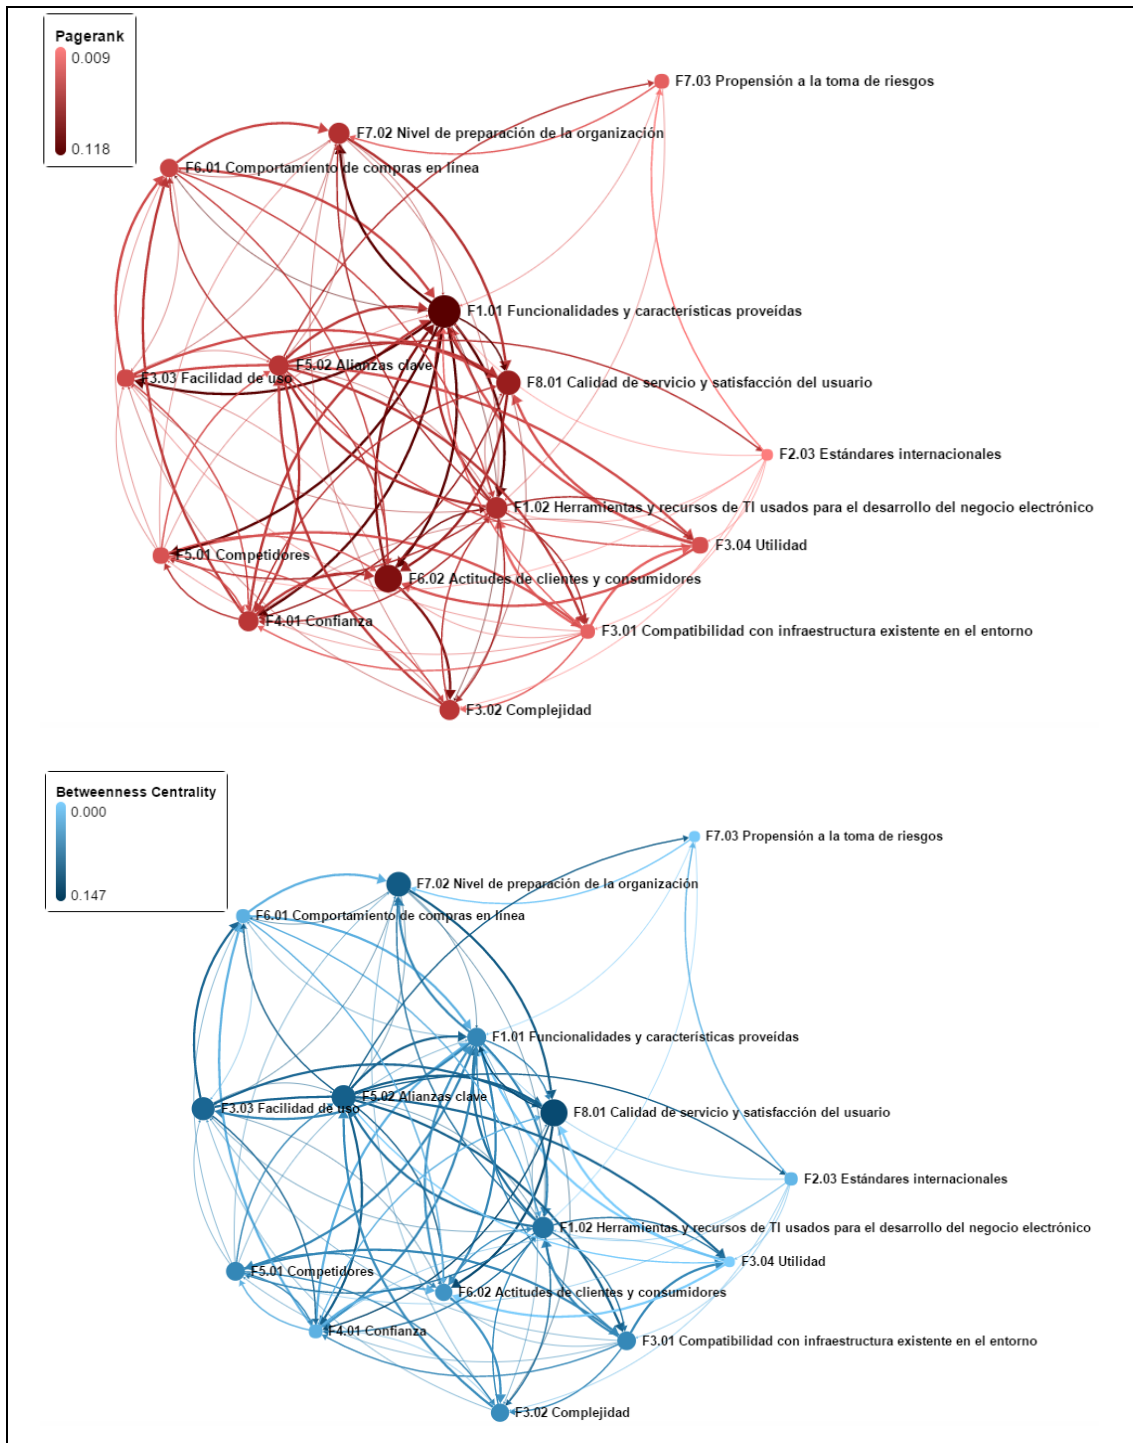 Pagerank
0.009
0.118
F7.03 Propensión a la toma de riesgos
F7.02 Nivel de preparación de la organización
F6.01 Comportamiento de compras en línea
F1.01 Funcionalidades y características proveídas
F5.02 Alianzas clave
F3.03 Facilidad de uso
F8.01 Calidad de servicio y satisfacción del usuario
F2.03 Estándares internacionales
F1.02 Herramientas y recursos de TI usados para el desarrollo del negocio electrónico
F3.04 Utilidad
F5.01 Competidores
F6.02 Actitudes de clientes y consumidores
F4.01 Confianza
F3.01 Compatibilidad con infraestructura existente en el entorno
F3.02 Complejidad
Betweenness Centrality
0.000
0.147
F7.03 Propensión a la toma de riesgos
F7.02 Nivel de preparación de la organización
F6.01 Comportamiento de compras en línea
F1.01 Funcionalidades y características proveídas
F5.02 Alianzas clave
F3.03 Facilidad de uso
F8.01 Calidad de servicio y satisfacción del usuario
F2.03 Estándares internacionales
F1.02 Herramientas y recursos de TI usados para el desarrollo del negocio electrónico
F3.04 Utilidad
F5.01 Competidores
F6.02 Actitudes de clientes y consumidores
F4.01 Confianza
F3.01 Compatibilidad con infraestructura existente en el entorno
F3.02 Complejidad